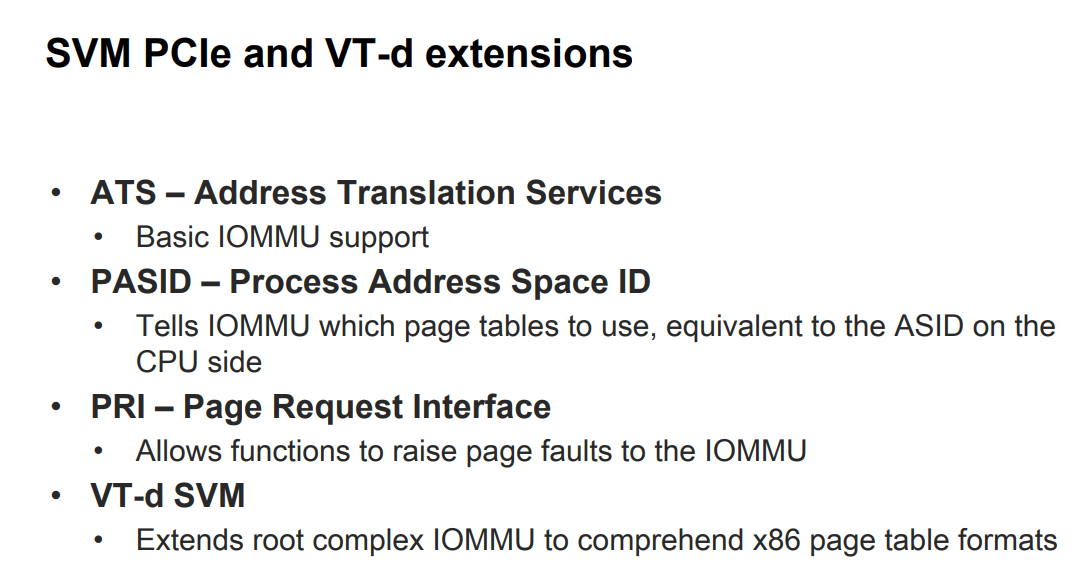 SVM PCIe and VT-d extensions
• ATS – Address Translation Services
• Basic IOMMU support
• PASID – Process Address Space ID
• Tells IOMMU which page tables to use, equivalent to the ASID on the
CPU side
• PRI – Page Request Interface
• Allows functions to raise page faults to the IOMMU
• VT-d SVM
• Extends root complex IOMMU to comprehend x86 page table formats